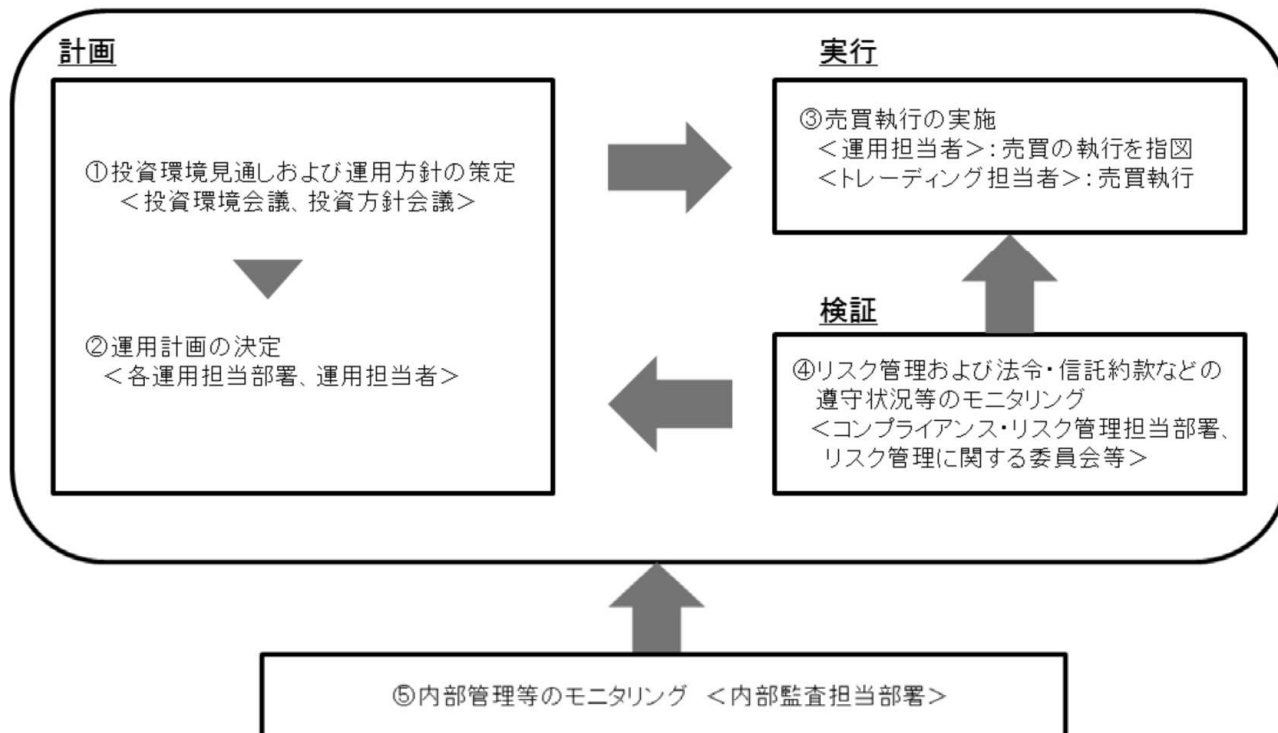 計画
①投資環境見通しおよび運用方針の策定
＜投資環境会議、投資方針会議＞
②運用計画の決定
＜各運用担当部署、運用担当者＞
実行
③売買執行の実施
＜運用担当者＞：売買の執行を指図
＜トレーディング担当者＞：売買執行
検証
④リスク管理および法令・信託約款などの
遵守状況等のモニタリング
＜コンプライアンス・リスク管理担当部署、
リスク管理に関する委員会等＞
⑤内部管理等のモニタリング ＜内部監査担当部署＞